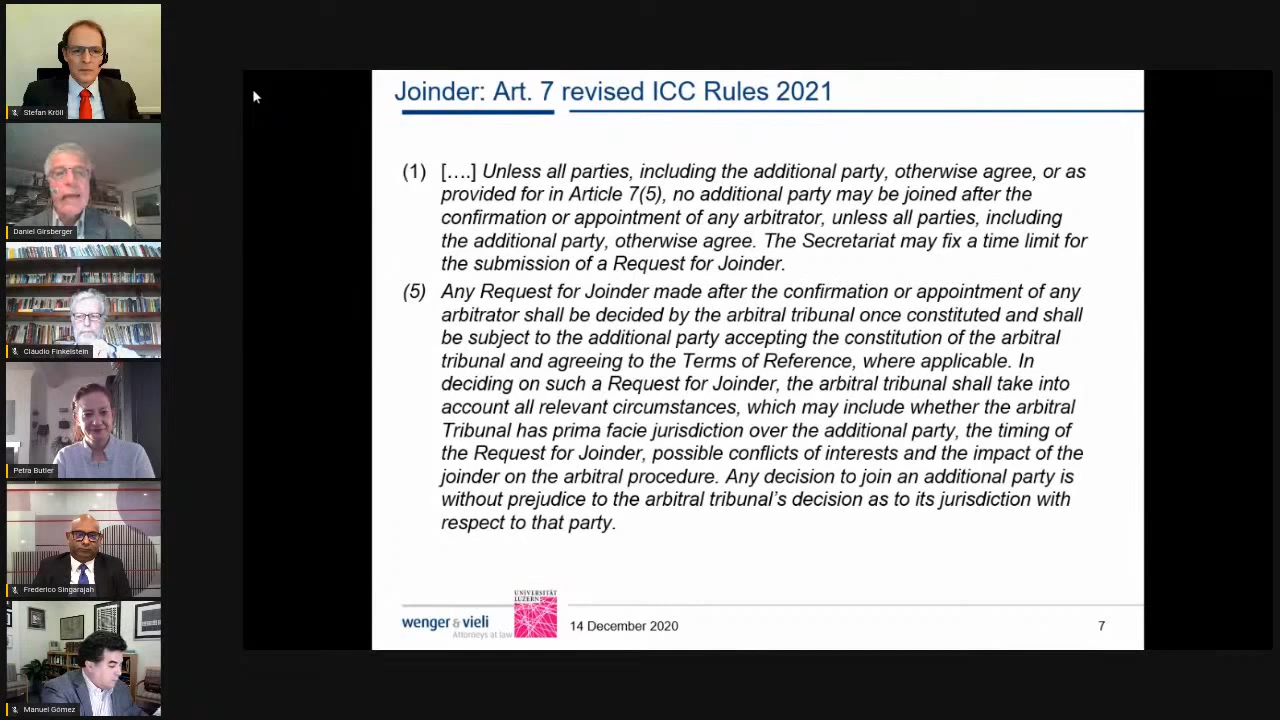 Stefan Kröll
Daniel Girsberger
Cláudio Finkelstein
Petra Butler
Frederico Singarajah
Manuel Gómez
Joinder: Art. 7 revised ICC Rules 2021
(1) [….] Unless all parties, including the additional party, otherwise agree, or as
provided for in Article 7(5), no additional party may be joined after the
confirmation or appointment of any arbitrator, unless all parties, including
the additional party, otherwise agree. The Secretariat may fix a time limit for
the submission of a Request for Joinder.
(5) Any Request for Joinder made after the confirmation or appointment of any
arbitrator shall be decided by the arbitral tribunal once constituted and shall
be subject to the additional party accepting the constitution of the arbitral
tribunal and agreeing to the Terms of Reference, where applicable. In
deciding on such a Request for Joinder, the arbitral tribunal shall take into
account all relevant circumstances, which may include whether the arbitral
Tribunal has prima facie jurisdiction over the additional party, the timing of
the Request for Joinder, possible conflicts of interests and the impact of the
joinder on the arbitral procedure. Any decision to join an additional party is
without prejudice to the arbitral tribunal's decision as to its jurisdiction with
respect to that party.
wenger & vieli
Attorneys at law
UNIVERSITÄT
LUZERN
14 December 2020
7